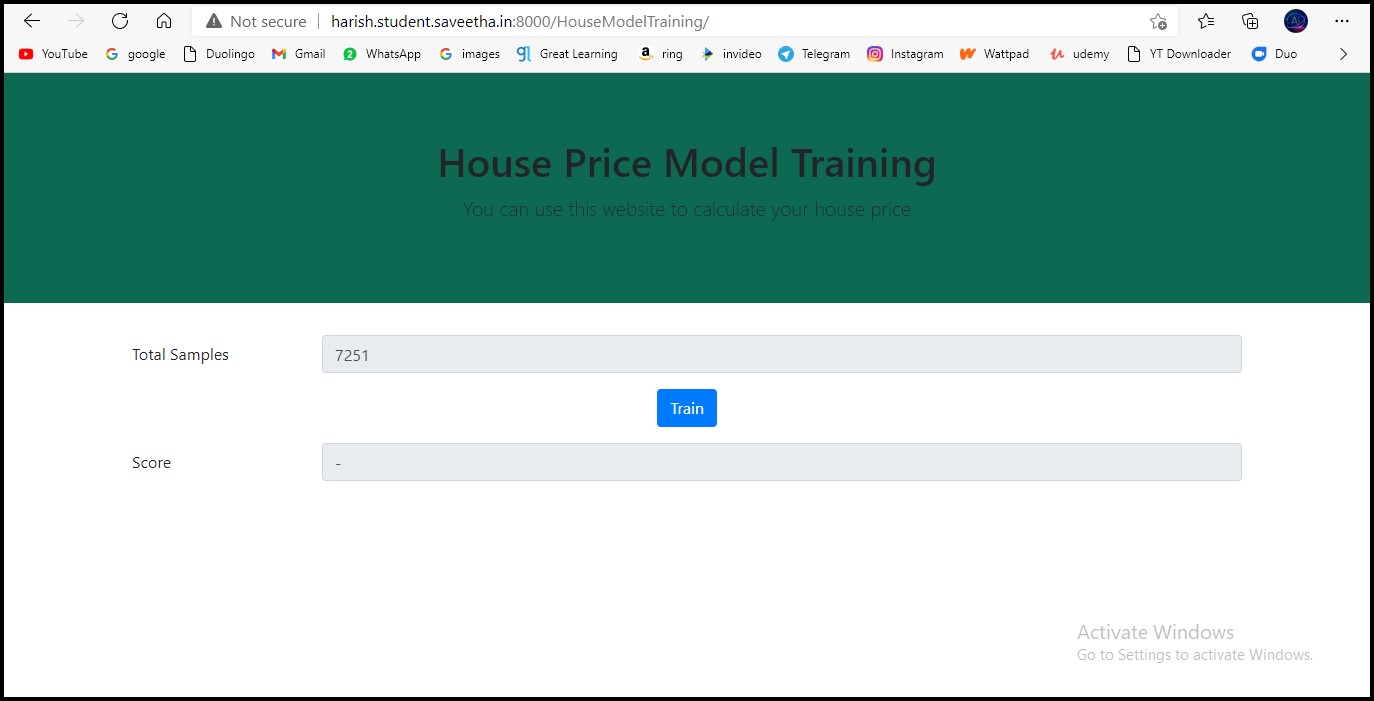 Not secure | harish.student.saveetha.in:8000/HouseModelTraining/
YouTube google Duolingo Gmail 2 WhatsApp images gl Great Learning a ring invideo Telegram Instagram Wattpad udemy YT Downloader Duo
House Price Model Training
You can use this website to calculate your house price
Total Samples 7251
Train
Score -
Activate Windows
Go to Settings to activate Windows.